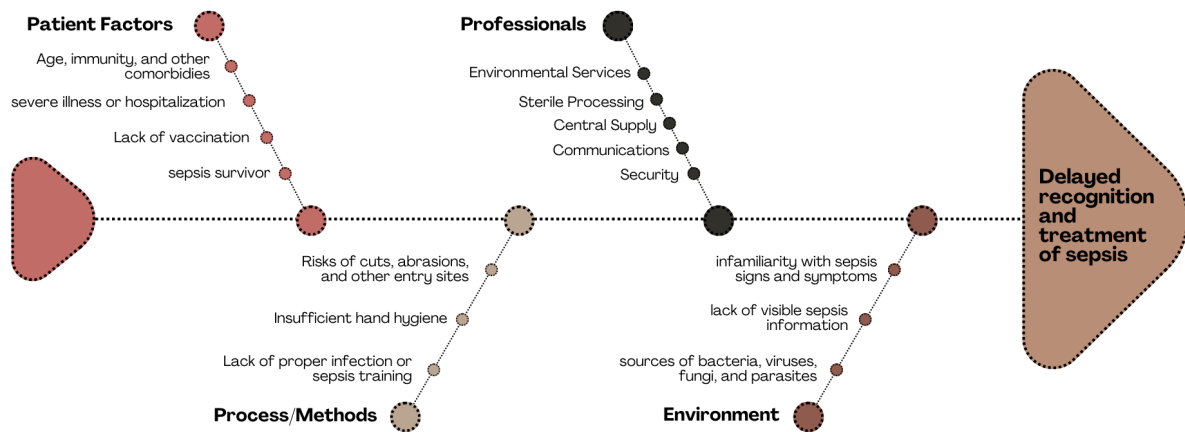 Patient Factors
Age, immunity, and other
comorbidies
severe illness or hospitalization
Lack of vaccination
sepsis survivor
Professionals
Environmental Services
Sterile Processing
Central Supply
Communications
Security
Risks of cuts, abrasions,
and other entry sites
Insufficient hand hygiene
Lack of proper infection or
sepsis training
Process/Methods
infamiliarity with sepsis
signs and symptoms
lack of visible sepsis
information
sources of bacteria, viruses,
fungi, and parasites
Environment
Delayed
recognition
and
treatment
of sepsis